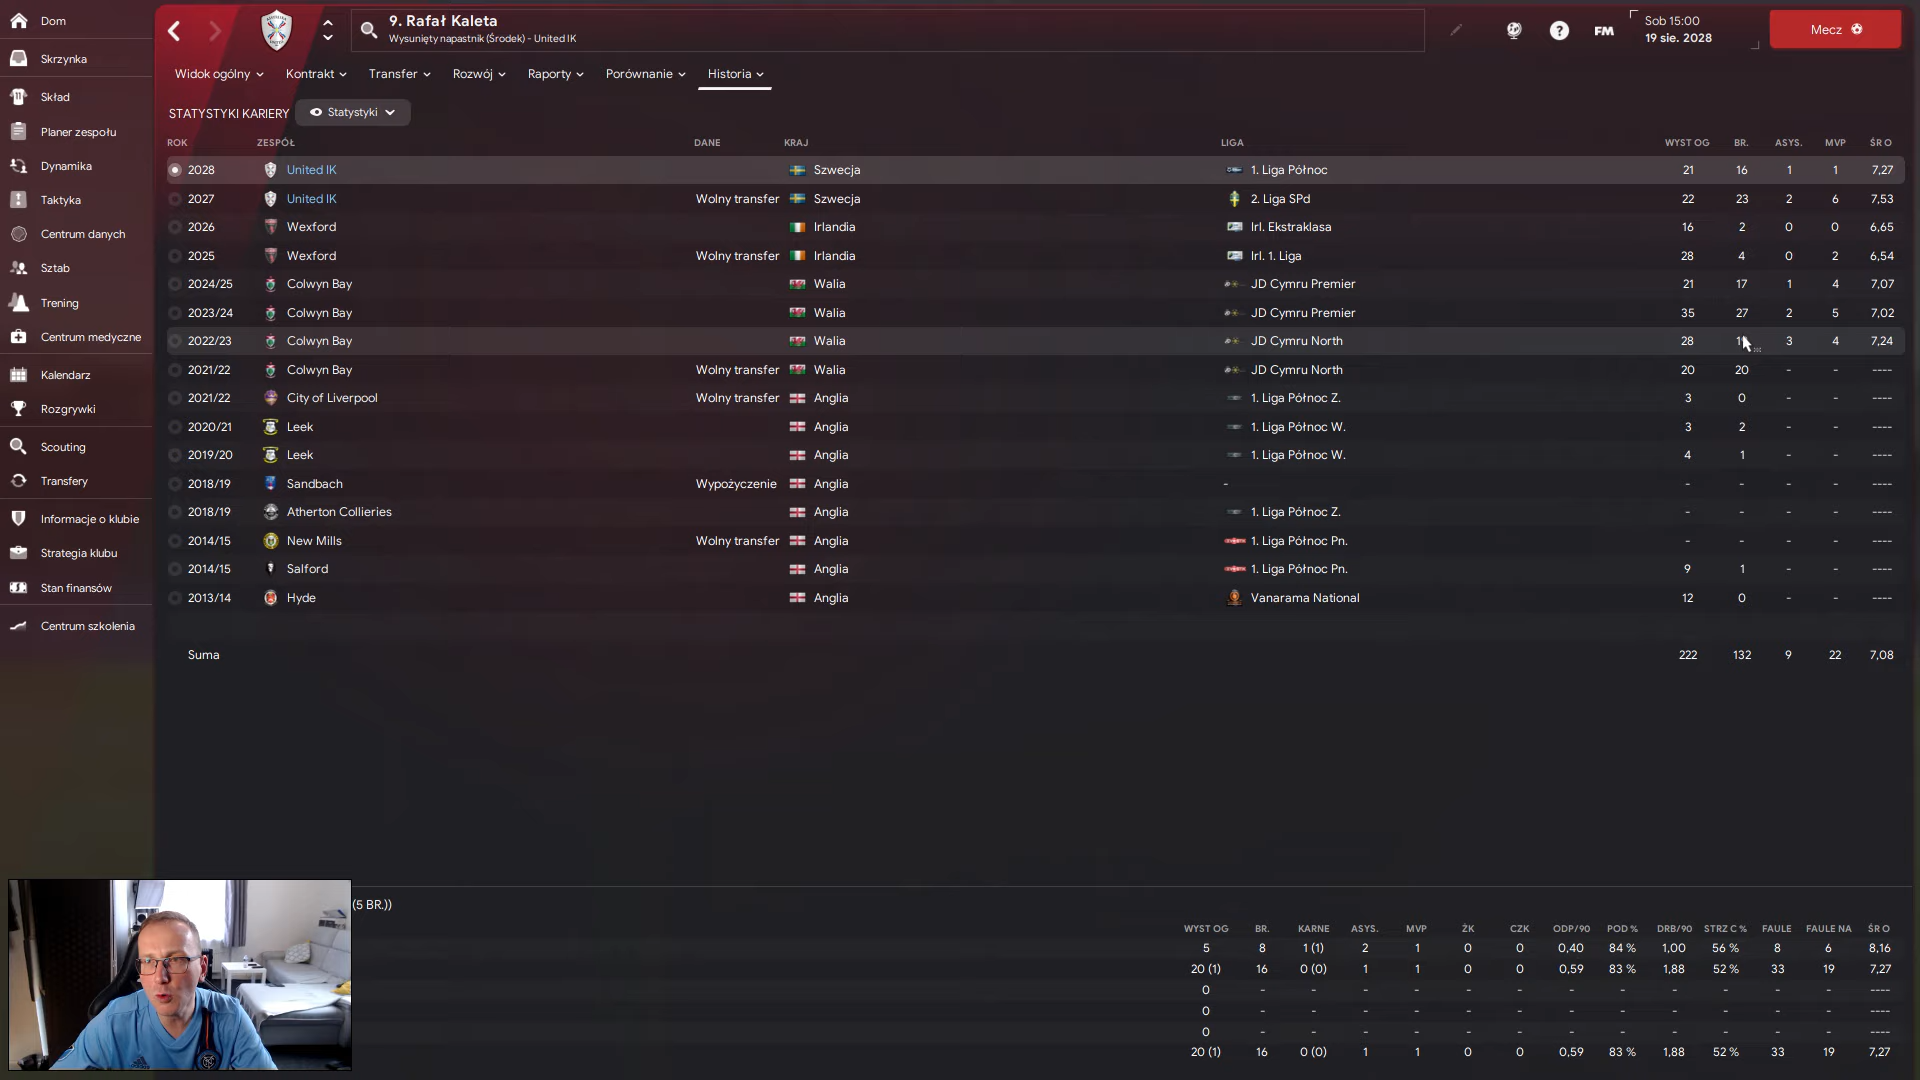 Dom
Skrzynka
Skład
Planer zespołu
Dynamika
Taktyka
Centrum danych
Sztab
Trening
Centrum medyczne
Kalendarz
Rozgrywki
Scouting
Transfery
Informacje o klubie
Strategia klubu
Stan finansów
Centrum szkolenia
9. Rafał Kaleta
Wysunięty napastnik (Środek) - United IK
FM
Sob 15:00
19 sie. 2028
Mecz
Widok ogólny Kontrakt Transfer Rozwój Raporty Porównanie Historia
STATYSTYKI KARIERY Statystyki
ROK ZESPÓŁ DANE KRAJ LIGA WYST OG BR. ASYS. MVP ŚR O
2028 United IK Szwecja 1. Liga Północ 21 16 1 1 7,27
2027 United IK Wolny transfer Szwecja 2. Liga SPd 22 23 2 6 7,53
2026 Wexford Irlandia Irl. Ekstraklasa 16 2 0 0 6,65
2025 Wexford Wolny transfer Irlandia Irl. 1. Liga 28 4 0 2 6,54
2024/25 Colwyn Bay Walia JD Cymru Premier 21 17 1 4 7,07
2023/24 Colwyn Bay Walia JD Cymru Premier 35 27 2 5 7,02
2022/23 Colwyn Bay Walia JD Cymru North 28 3 4 7,24
2021/22 Colwyn Bay Wolny transfer Walia JD Cymru North 20 20 - - ----
2021/22 City of Liverpool Wolny transfer Anglia 1. Liga Północ Z. 3 0 - - ----
2020/21 Leek Anglia 1. Liga Północ W. 3 2 - - ----
2019/20 Leek Anglia 1. Liga Północ W. 4 1 - - ----
2018/19 Sandbach Wypożyczenie Anglia - - - - - ----
2018/19 Atherton Collieries Anglia 1. Liga Północ Z. - - - - ----
2014/15 New Mills Wolny transfer Anglia 1. Liga Północ Pn. - - - - ----
2014/15 Salford Anglia 1. Liga Północ Pn. 9 1 - - ----
2013/14 Hyde Anglia Vanarama National 12 0 - - ----
Suma 222 132 9 22 7,08
(5 BR.))
WYST OG BR. KARNE ASYS. MVP ŻK CZK ODP/90 POD % DRB/90 STRZ C % FAULE FAULE NA ŚR O
5 8 1 (1) 2 1 0 0 0,40 84 % 1,00 56 % 8 6 8,16
20 (1) 16 0 (0) 1 1 0 0 0,59 83 % 1,88 52 % 33 19 7,27
0 - - - - - - - - - - - - ----
0 - - - - - - - - - - - - ----
0 - - - - - - - - - - - - ----
20 (1) 16 0 (0) 1 1 0 0 0,59 83 % 1,88 52 % 33 19 7,27